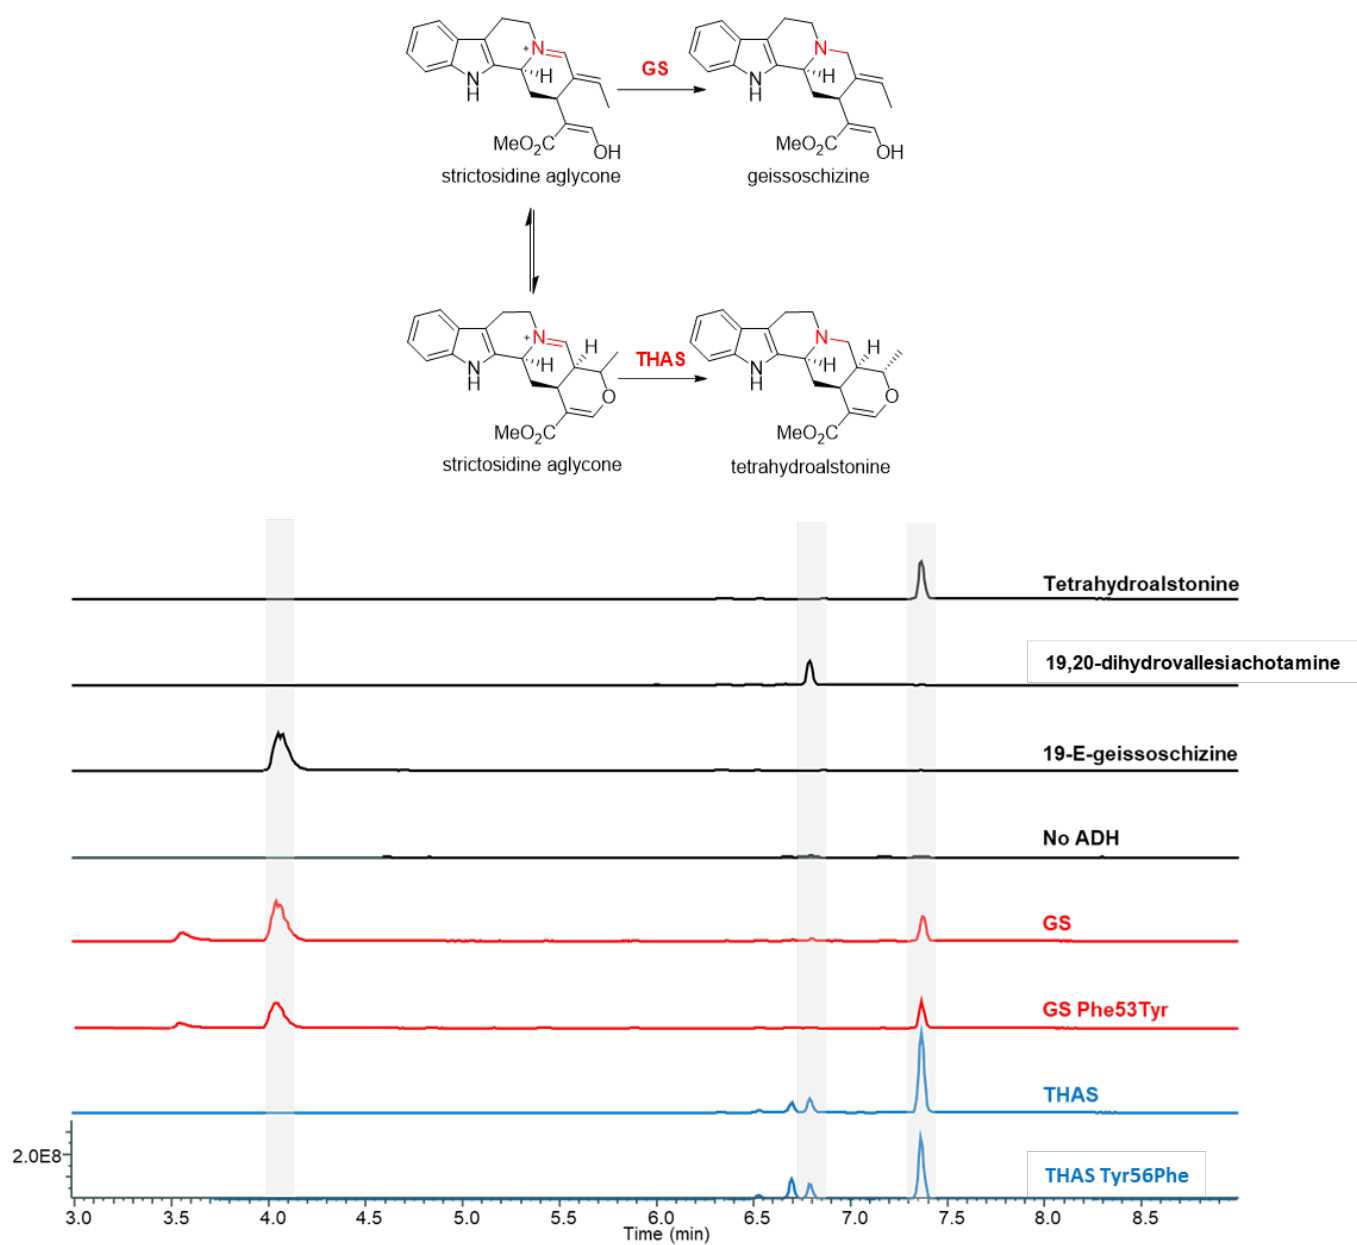 GS
N
+
H
N
H
MeO₂C
OH
strictosidine aglycone
N
H
N
H
MeO₂C
OH
geissoschizine
THAS
N
+
H
H
N
H
O
MeO₂C
strictosidine aglycone
N
H
H
N
H
O
MeO₂C
tetrahydroalstonine
Tetrahydroalstonine
19,20-dihydrovallesiachotamine
19-E-geissoschizine
No ADH
GS
GS Phe53Tyr
THAS
2.0E8
THAS Tyr56Phe
3.0 3.5 4.0 4.5 5.0 5.5 6.0 6.5 7.0 7.5 8.0 8.5
Time (min)